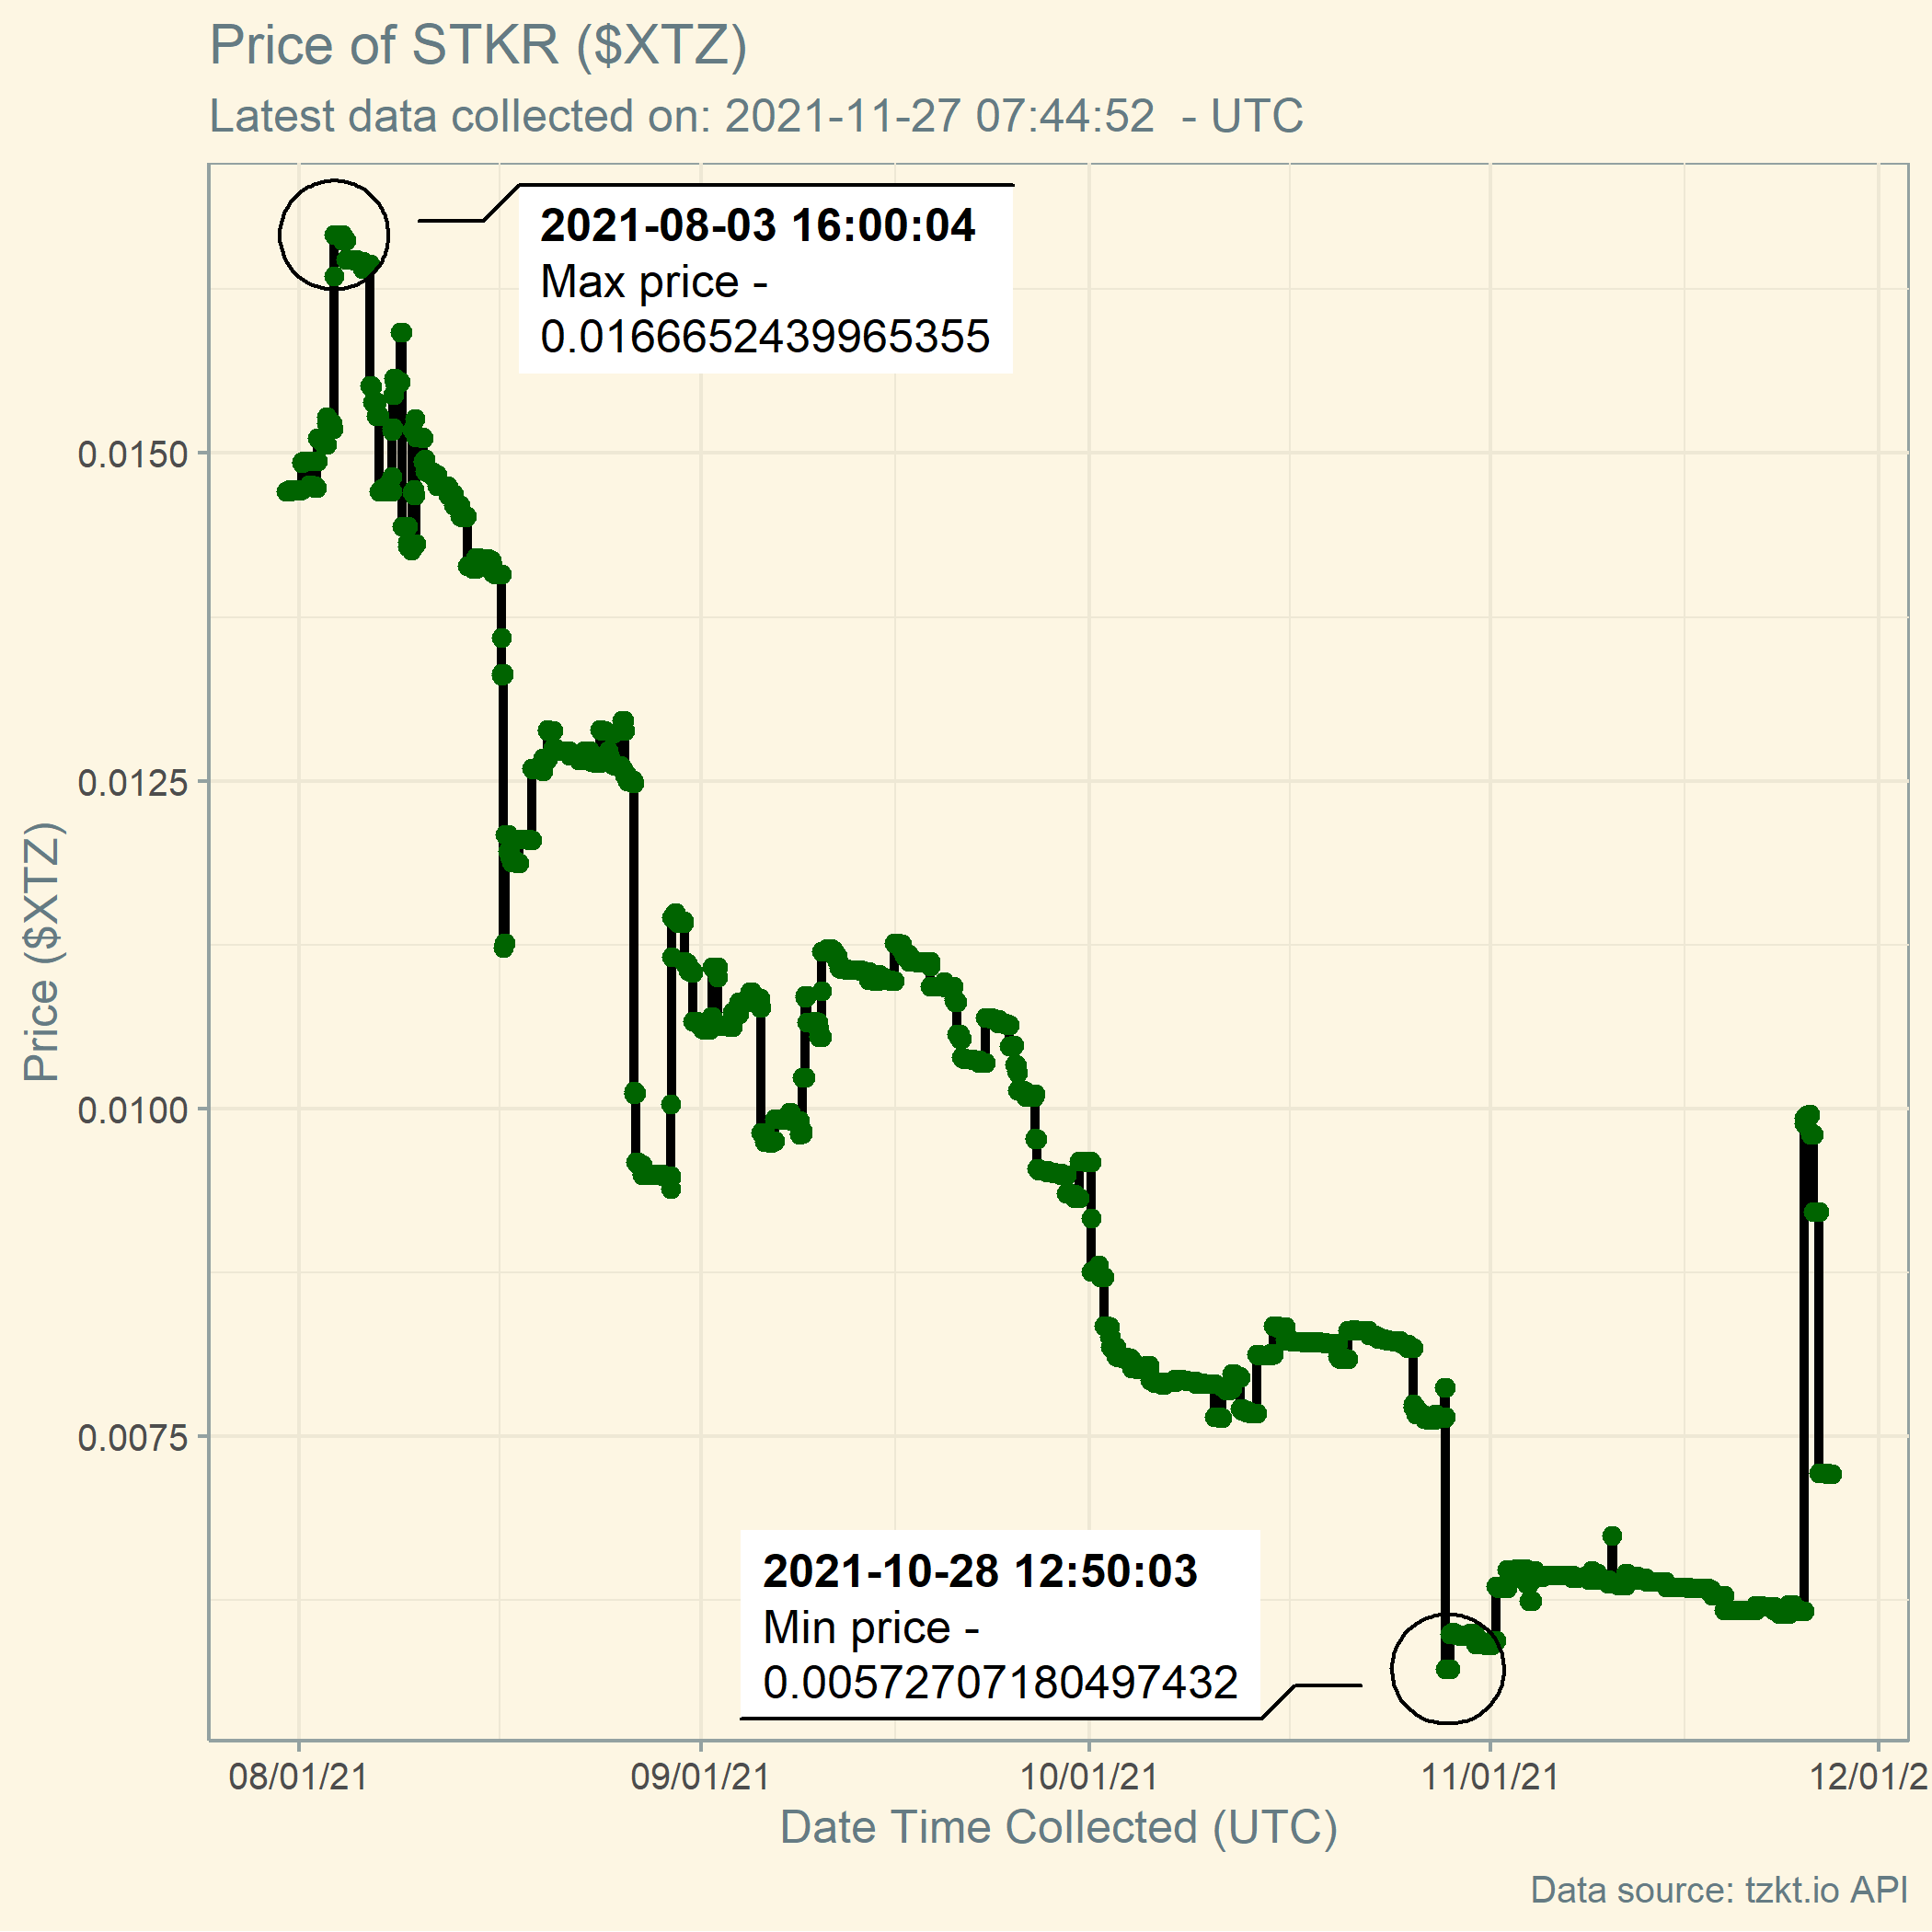 Price of STKR ($XTZ)
Latest data collected on: 2021-11-27 07:44:52  - UTC
2021-08-03 16:00:04
Max price -
0.0166652439965355
0.0150
0.0125
0.0100
0.0075
Price ($XTZ)
2021-10-28 12:50:03
Min price -
0.00572707180497432
08/01/21
09/01/21
10/01/21
11/01/21
12/01/2
Date Time Collected (UTC)
Data source: tzkt.io API